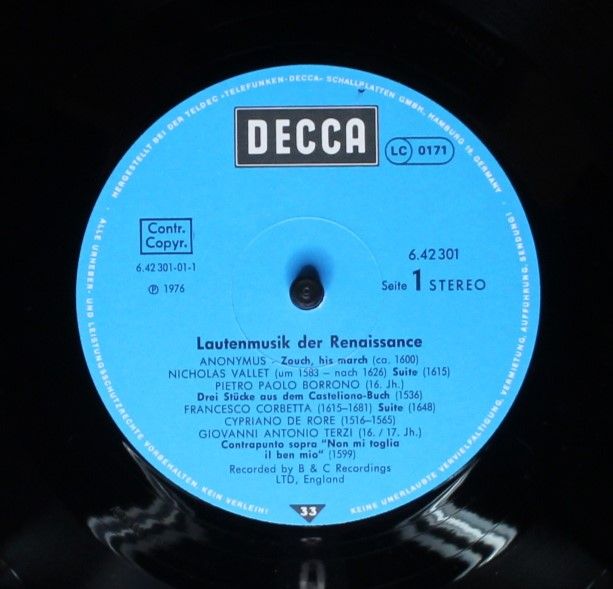 HERGESTELLT BEI DER TELDEC »TELEFUNKEN-DECCA« SCHALLPLATTEN GMBH, HAMBURG 19, GERMANY
DECCA
LC 0171
Contr.
Copyr.
6.42301-01-1
Ⓟ 1976
6.42301
Seite 1 STEREO
Lautenmusik der Renaissance
ANONYMUS – Zouch, his march (ca. 1600)
NICHOLAS VALLET (um 1583 – nach 1626) Suite (1615)
PIETRO PAOLO BORRONO (16. Jh.)
Drei Stücke aus dem Casteliono-Buch (1536)
FRANCESCO CORBETTA (1615–1681) Suite (1648)
CYPRIANO DE RORE (1516–1565)
GIOVANNI ANTONIO TERZI (16. / 17. Jh.)
Contrapunto sopra "Non mi toglia
il ben mio" (1599)
Recorded by B & C Recordings
LTD, England
33
ALLE URHEBER- UND LEISTUNGSSCHUTZRECHTE VORBEHALTEN. KEIN VERLEIH!
KEINE UNERLAUBTE VERVIELFÄLTIGUNG, VERMIETUNG, AUFFÜHRUNG, SENDUNG!